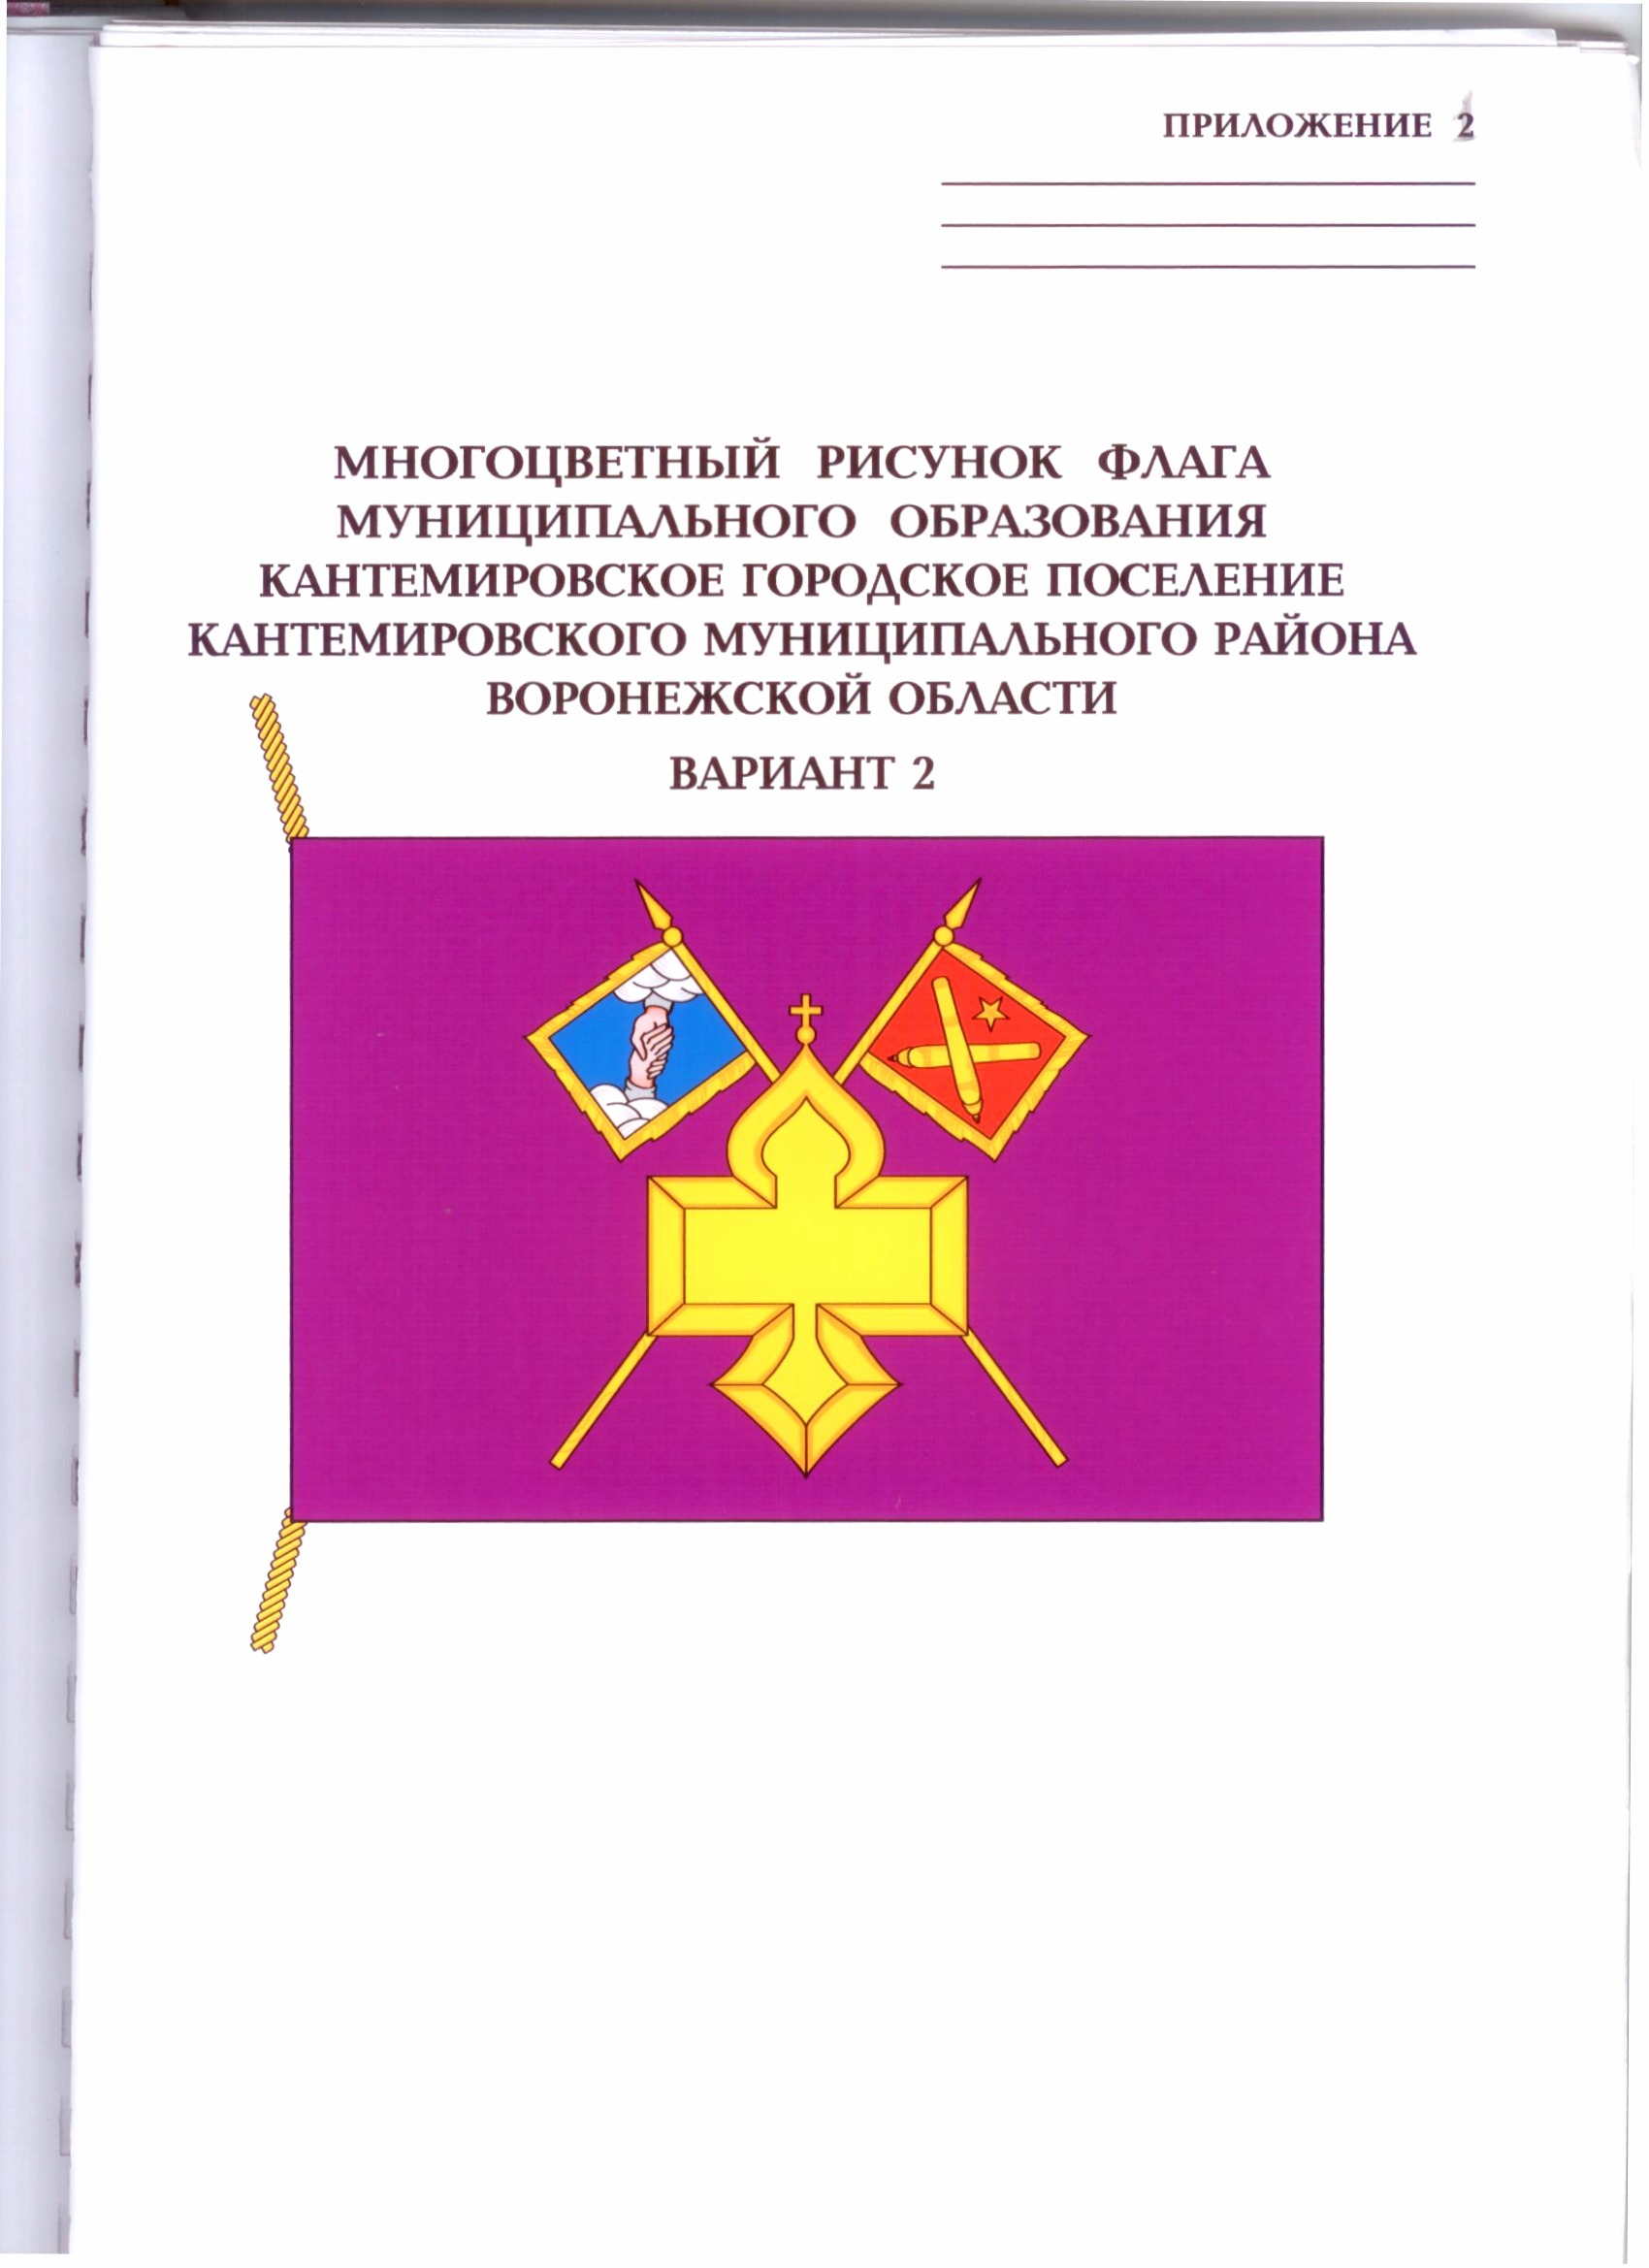 ПРИЛОЖЕНИЕ 2
МНОГОЦВЕТНЫЙ РИСУНОК ФЛАГА
МУНИЦИПАЛЬНОГО ОБРАЗОВАНИЯ
КАНТЕМИРОВСКОЕ ГОРОДСКОЕ ПОСЕЛЕНИЕ
КАНТЕМИРОВСКОГО МУНИЦИПАЛЬНОГО РАЙОНА
ВОРОНЕЖСКОЙ ОБЛАСТИ
ВАРИАНТ 2